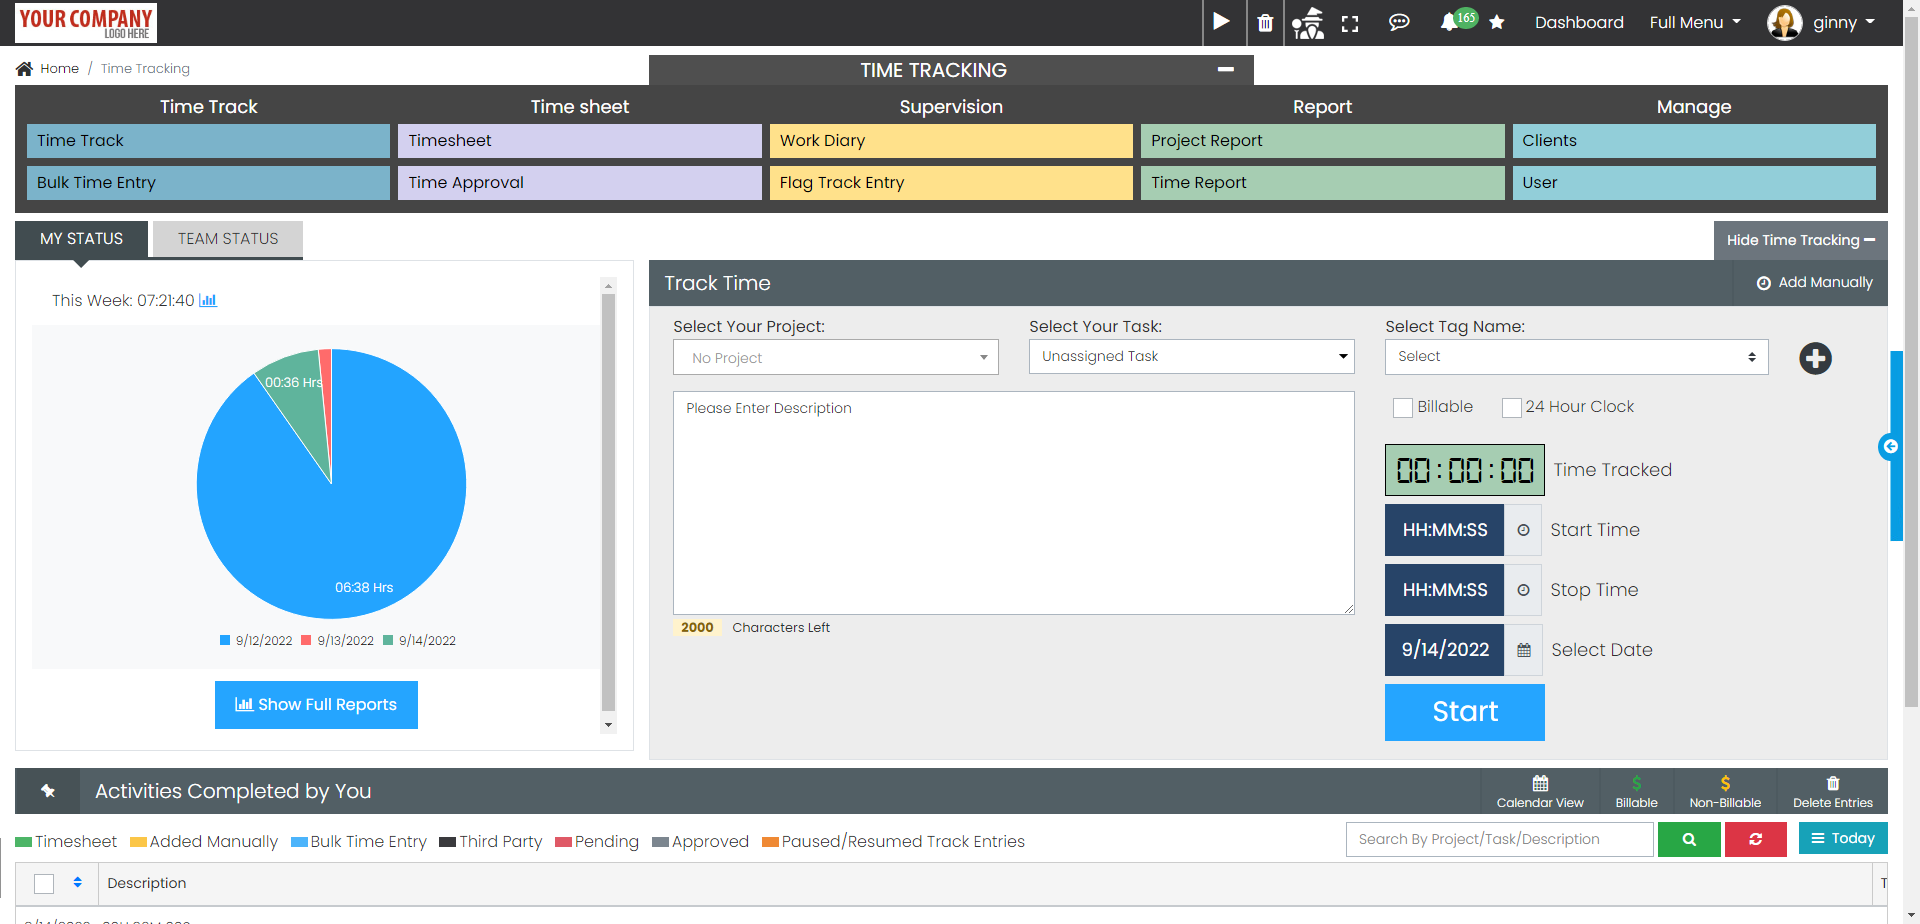 YOUR COMPANY
LOGO HERE
165
Dashboard
Full Menu
ginny
Home / Time Tracking
TIME TRACKING
Time Track
Time sheet
Supervision
Report
Manage
Time Track
Timesheet
Work Diary
Project Report
Clients
Bulk Time Entry
Time Approval
Flag Track Entry
Time Report
User
MY STATUS
TEAM STATUS
Hide Time Tracking
This Week: 07:21:40
00:36 Hrs
06:38 Hrs
9/12/2022
9/13/2022
9/14/2022
Show Full Reports
Track Time
Add Manually
Select Your Project:
Select Your Task:
Select Tag Name:
No Project
Unassigned Task
Select
Please Enter Description
Billable
24 Hour Clock
00:00:00
Time Tracked
HH:MM:SS
Start Time
HH:MM:SS
Stop Time
2000 Characters Left
9/14/2022
Select Date
Start
Activities Completed by You
Calendar View
Billable
Non-Billable
Delete Entries
Timesheet
Added Manually
Bulk Time Entry
Third Party
Pending
Approved
Paused/Resumed Track Entries
Search By Project/Task/Description
Today
Description
T